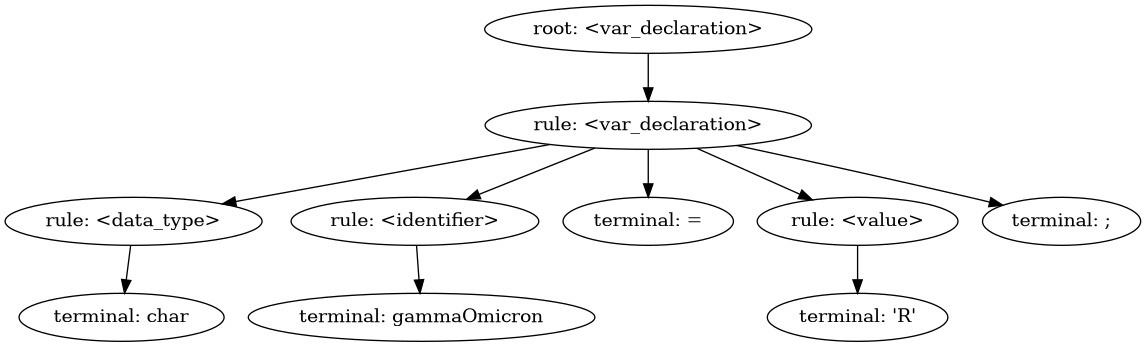 root: <var_declaration>
rule: <var_declaration>
rule: <data_type>
rule: <identifier>
terminal: =
rule: <value>
terminal: ;
terminal: char
terminal: gammaOmicron
terminal: 'R'